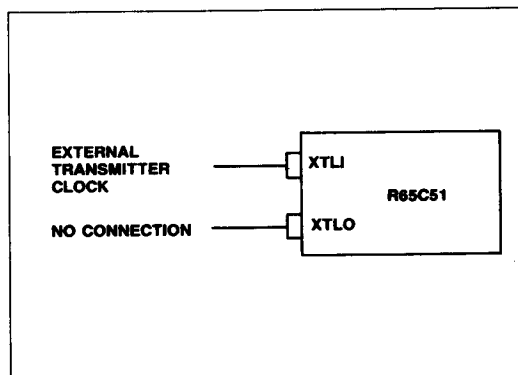 EXTERNAL
TRANSMITTER
CLOCK
XTLI
R65C51
NO CONNECTION
XTLO